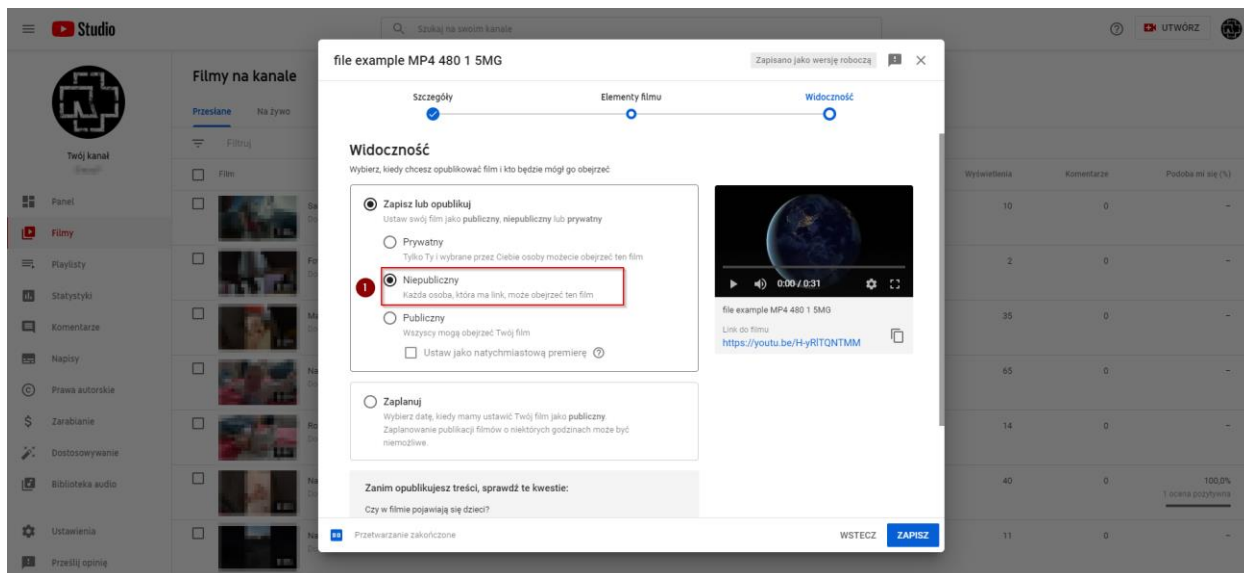 Studio
Szukaj na swoim kanale
UTWÓRZ
Twój kanał
Panel
Filmy
Playlisty
Statystyki
Komentarze
Napisy
Prawa autorskie
Zarabianie
Dostosowywanie
Biblioteka audio
Ustawienia
Prześlij opinię
Filmy na kanale
Przesłane Na żywo
Filtruj
Film
Wyświetlenia Komentarze Podoba mi się (%)
10 0 –
2 0 –
35 0 –
65 0 –
14 0 –
40 0 100,0%
1 ocena pozytywna
11 0 –
file example MP4 480 1 5MG
Zapisano jako wersję roboczą
Szczegóły Elementy filmu Widoczność
Widoczność
Wybierz, kiedy chcesz opublikować film i kto będzie mógł go obejrzeć
Zapisz lub opublikuj
Ustaw swój film jako publiczny, niepubliczny lub prywatny
Prywatny
Tylko Ty i wybrane przez Ciebie osoby możecie obejrzeć ten film
1
Niepubliczny
Każda osoba, która ma link, może obejrzeć ten film
Publiczny
Wszyscy mogą obejrzeć Twój film
Ustaw jako natychmiastową premierę
Zaplanuj
Wybierz datę, kiedy mamy ustawić Twój film jako publiczny.
Zaplanowanie publikacji filmów o niektórych godzinach może być
niemożliwe.
Zanim opublikujesz treści, sprawdź te kwestie:
Czy w filmie pojawiają się dzieci?
0:00 / 0:31
file example MP4 480 1 5MG
Link do filmu
https://youtu.be/H-yRlTQNTMM
Przetwarzanie zakończone
WSTECZ ZAPISZ